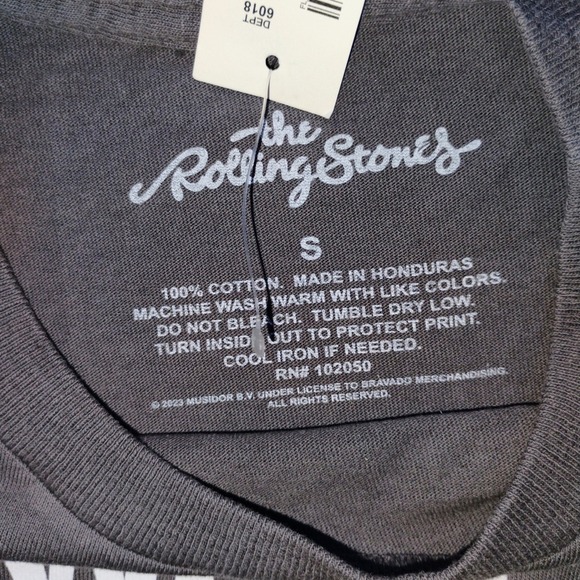 DEPT
6018
the
Rolling Stones
S
100% COTTON. MADE IN HONDURAS
MACHINE WASH WARM WITH LIKE COLORS.
DO NOT BLEACH. TUMBLE DRY LOW.
TURN INSIDE OUT TO PROTECT PRINT.
COOL IRON IF NEEDED.
RN# 102050
© 2023 MUSIDOR B.V. UNDER LICENSE TO BRAVADO MERCHANDISING.
ALL RIGHTS RESERVED.